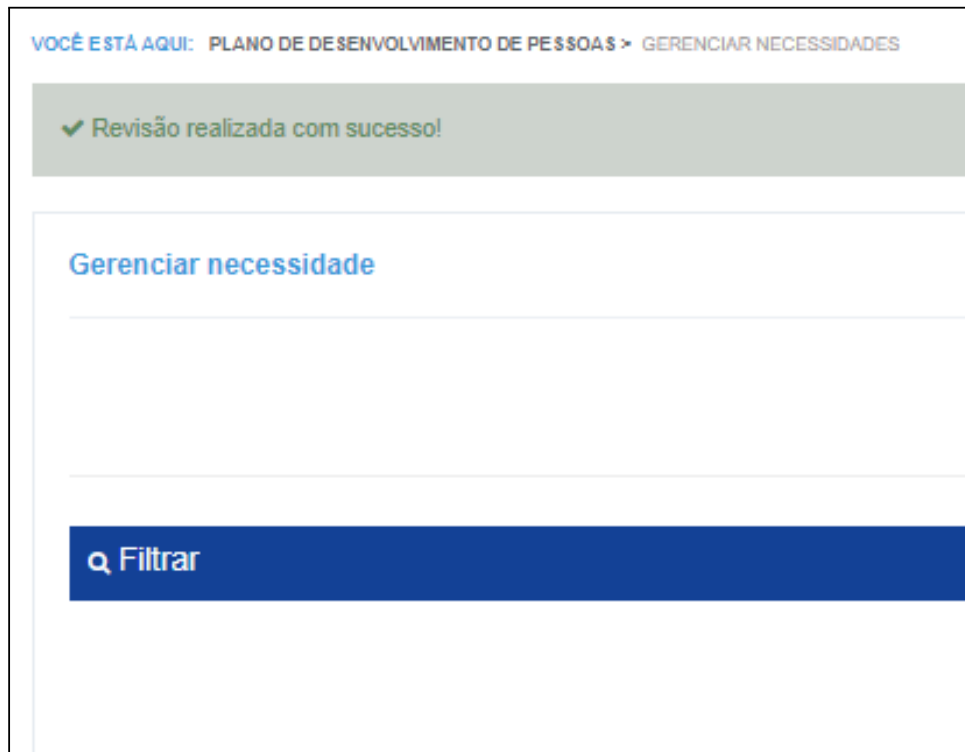 VOCÊ ESTÁ AQUI: PLANO DE DESENVOLVIMENTO DE PESSOAS > GERENCIAR NECESSIDADES
Revisão realizada com sucesso!
Gerenciar necessidade
Filtrar